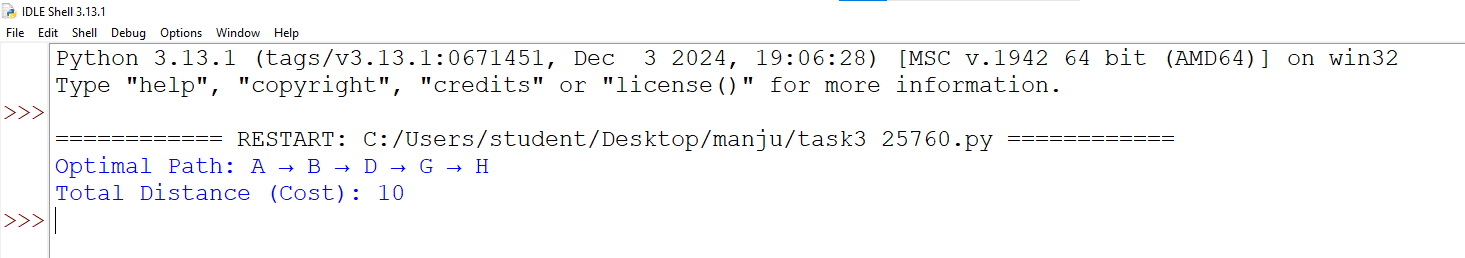 IDLE Shell 3.13.1
File Edit Shell Debug Options Window Help
Python 3.13.1 (tags/v3.13.1:0671451, Dec  3 2024, 19:06:28) [MSC v.1942 64 bit (AMD64)] on win32
Type "help", "copyright", "credits" or "license()" for more information.
>>>
============ RESTART: C:/Users/student/Desktop/manju/task3 25760.py ============
Optimal Path: A → B → D → G → H
Total Distance (Cost): 10
>>>